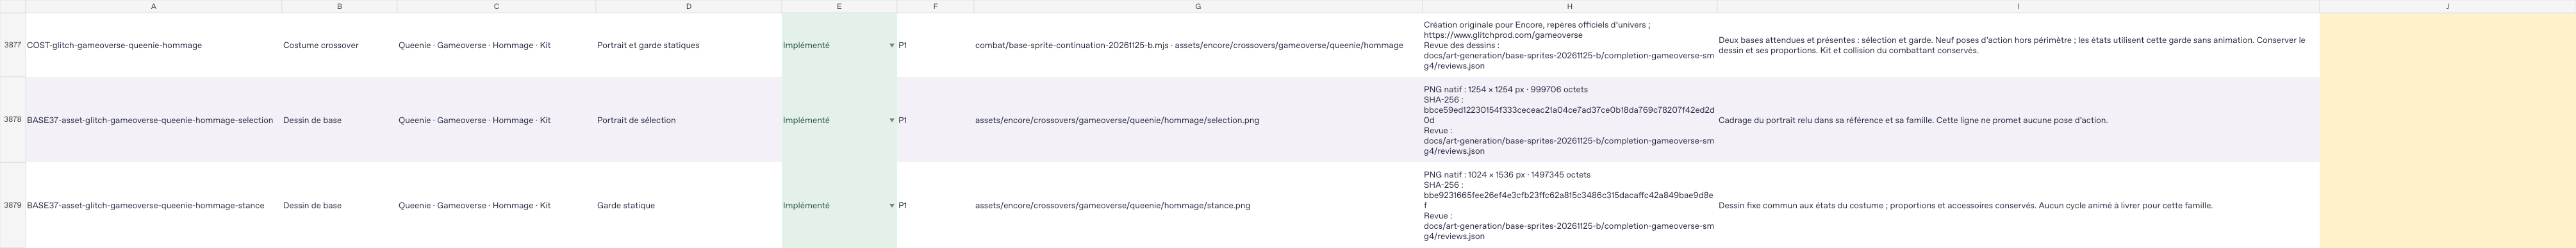 A B C D E F G H I J
3877 COST-glitch-gameoverse-queenie-hommage Costume crossover Queenie · Gameoverse · Hommage · Kit Portrait et garde statiques Implémenté P1 combat/base-sprite-continuation-20261125-b.mjs · assets/encore/crossovers/gameoverse/queenie/hommage
Création originale pour Encore, repères officiels d'univers ;
https://www.glitchprod.com/gameoverse
Revue des dessins :
docs/art-generation/base-sprites-20261125-b/completion-gameoverse-sm
g4/reviews.json
Deux bases attendues et présentes : sélection et garde. Neuf poses d'action hors périmètre ; les états utilisent cette garde sans animation. Conserver le
dessin et ses proportions. Kit et collision du combattant conservés.
3878 BASE37-asset-glitch-gameoverse-queenie-hommage-selection Dessin de base Queenie · Gameoverse · Hommage · Kit Portrait de sélection Implémenté P1 assets/encore/crossovers/gameoverse/queenie/hommage/selection.png
PNG natif : 1254 × 1254 px · 999706 octets
SHA-256 :
bbce59ed12230154f333ceceac21a04ce7ad37ce0b18da769c78207f42ed2d
0d
Revue :
docs/art-generation/base-sprites-20261125-b/completion-gameoverse-sm
g4/reviews.json
Cadrage du portrait relu dans sa référence et sa famille. Cette ligne ne promet aucune pose d'action.
3879 BASE37-asset-glitch-gameoverse-queenie-hommage-stance Dessin de base Queenie · Gameoverse · Hommage · Kit Garde statique Implémenté P1 assets/encore/crossovers/gameoverse/queenie/hommage/stance.png
PNG natif : 1024 × 1536 px · 1497345 octets
SHA-256 :
bbe9231665fee26ef4e3cfb23ffc62a815c3486c315dacaffc42a849bae9d8e
f
Revue :
docs/art-generation/base-sprites-20261125-b/completion-gameoverse-sm
g4/reviews.json
Dessin fixe commun aux états du costume ; proportions et accessoires conservés. Aucun cycle animé à livrer pour cette famille.